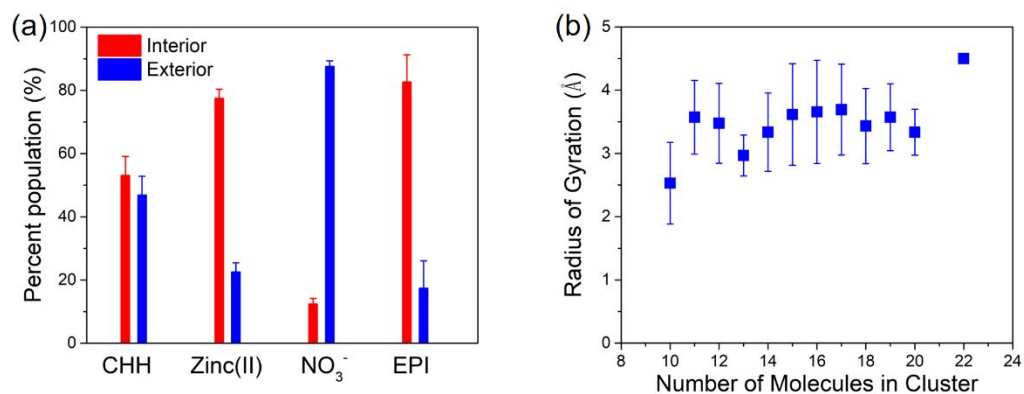 (a)
Interior
Exterior
Percent population (%)
100
80
60
40
20
0
CHH Zinc(II) NO₃⁻ EPI
(b)
Radius of Gyration (Å)
5
4
3
2
1
0
8 10 12 14 16 18 20 22 24
Number of Molecules in Cluster